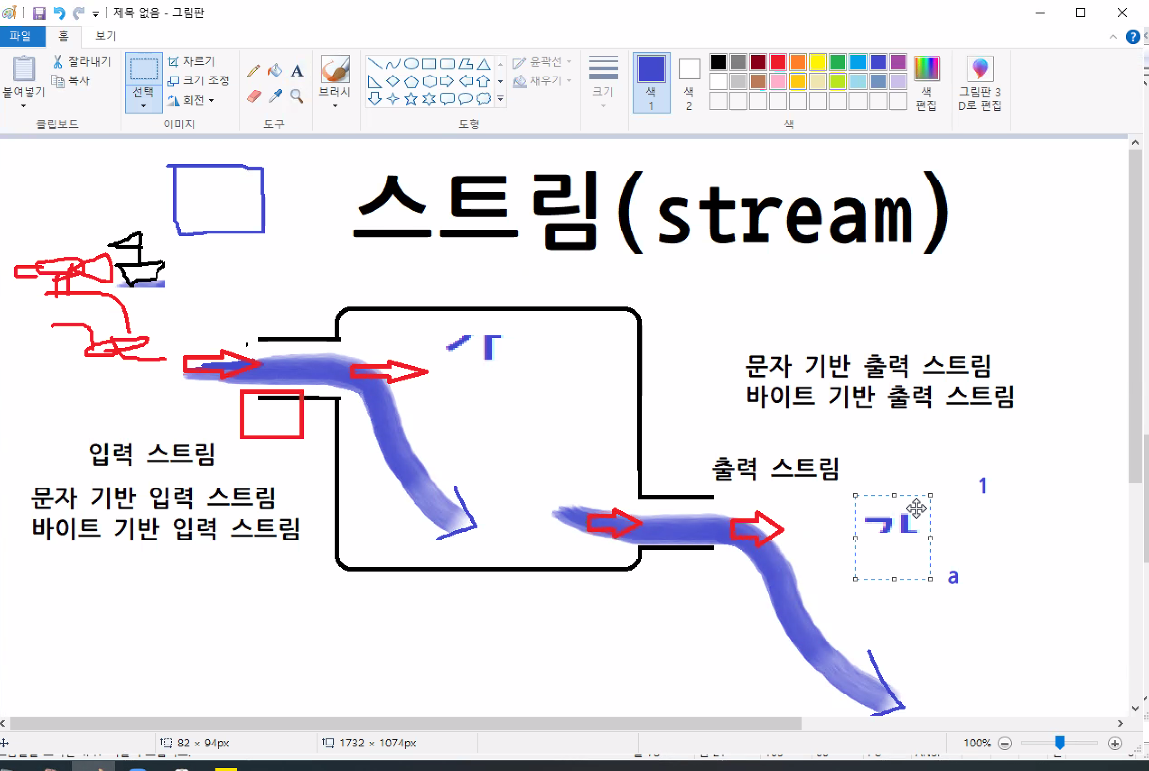 제목 없음 - 그림판
파일 홈 보기
붙여넣기
잘라내기
복사
클립보드
선택
자르기
크기 조정
회전
이미지
A
도구
브러시
윤곽선
채우기
도형
크기
색 1
색 2
색 편집
색
그림판 3D로 편집
스트림(stream)
문자 기반 출력 스트림
바이트 기반 출력 스트림
입력 스트림
문자 기반 입력 스트림
바이트 기반 입력 스트림
출력 스트림
1
a
82 × 94px
1732 × 1074px
100%